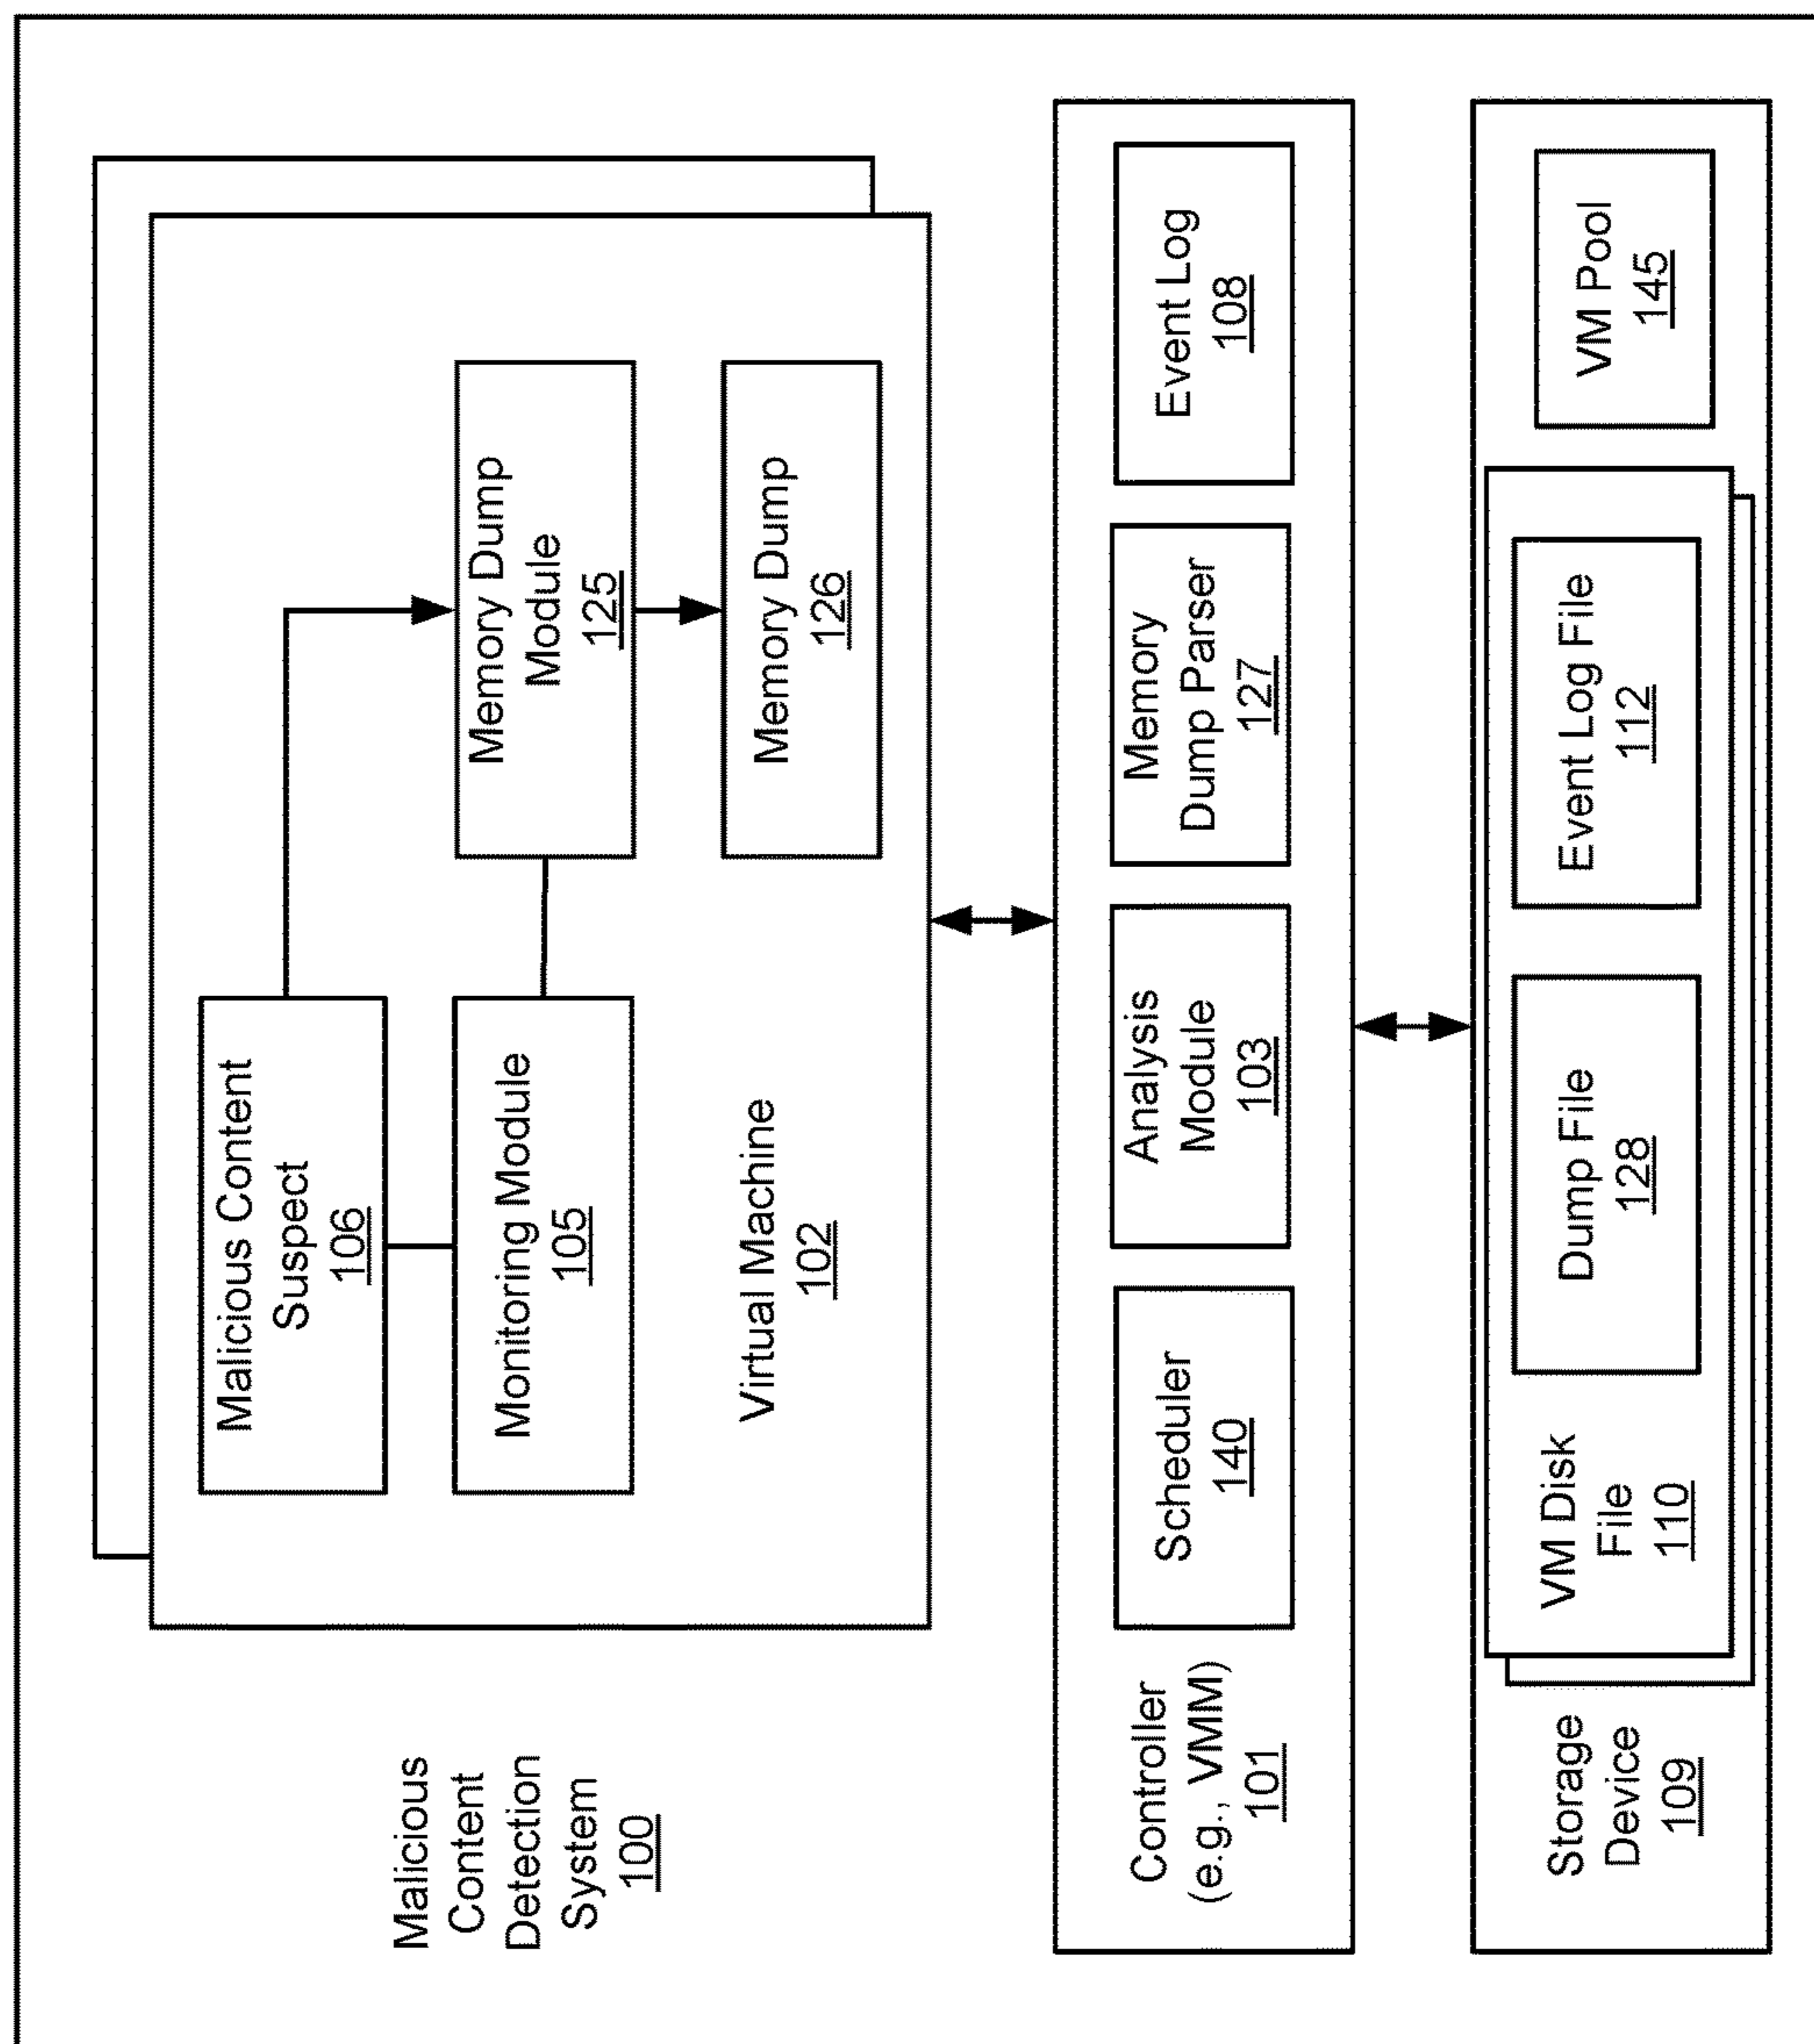 Malicious
Content
Detection
System
100
Malicious Content
Suspect
106
Monitoring Module
105
Memory Dump
Module
125
Memory Dump
126
Virtual Machine
102
Controller
(e.g., VMM)
101
Scheduler
140
Analysis
Module
103
Memory
Dump Parser
127
Event Log
108
Storage
Device
109
VM Disk
File
110
Dump File
128
Event Log File
112
VM Pool
145